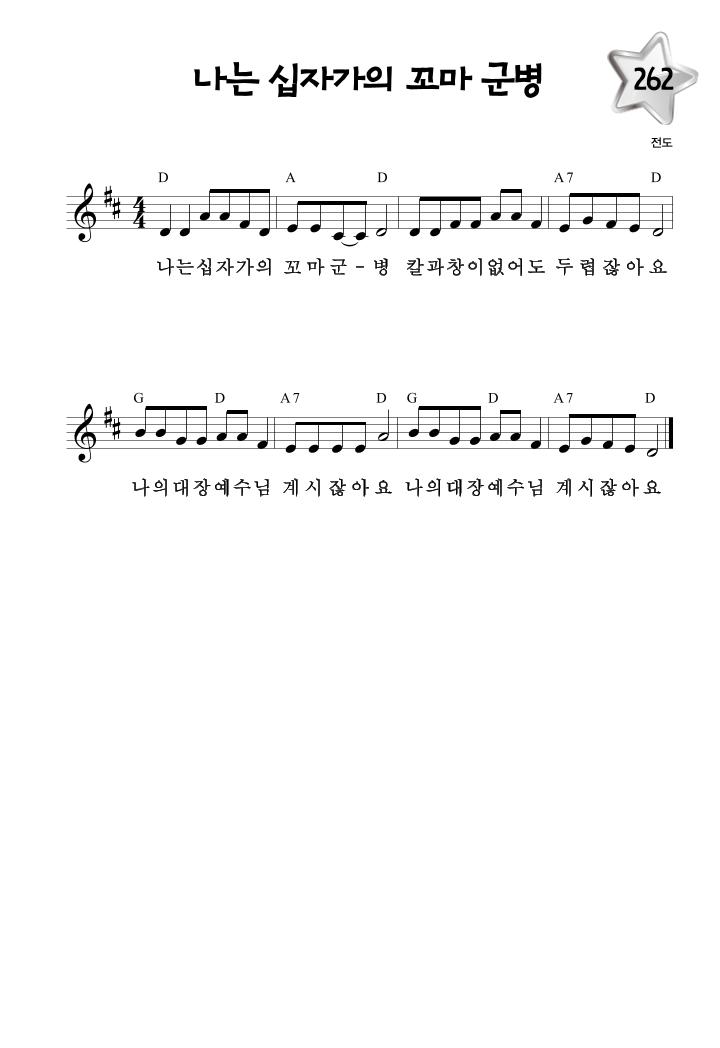 나는 십자가의 꼬마 군병
262
전도
D A D A7 D
나는십자가의 꼬마군-병 칼과창이없어도 두렵잖아요
G D A7 D G D A7 D
나의대장예수님 계시잖아요 나의대장예수님 계시잖아요